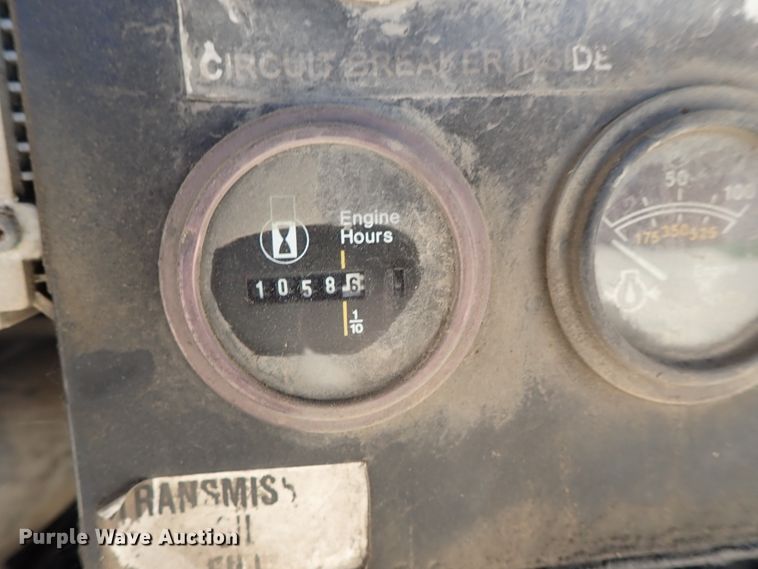 CIRCUIT BREAKER INSIDE
Engine
Hours
1 0 5 8 6
1/10
50 100
175 350 525
TRANSMISS
Purple Wave Auction